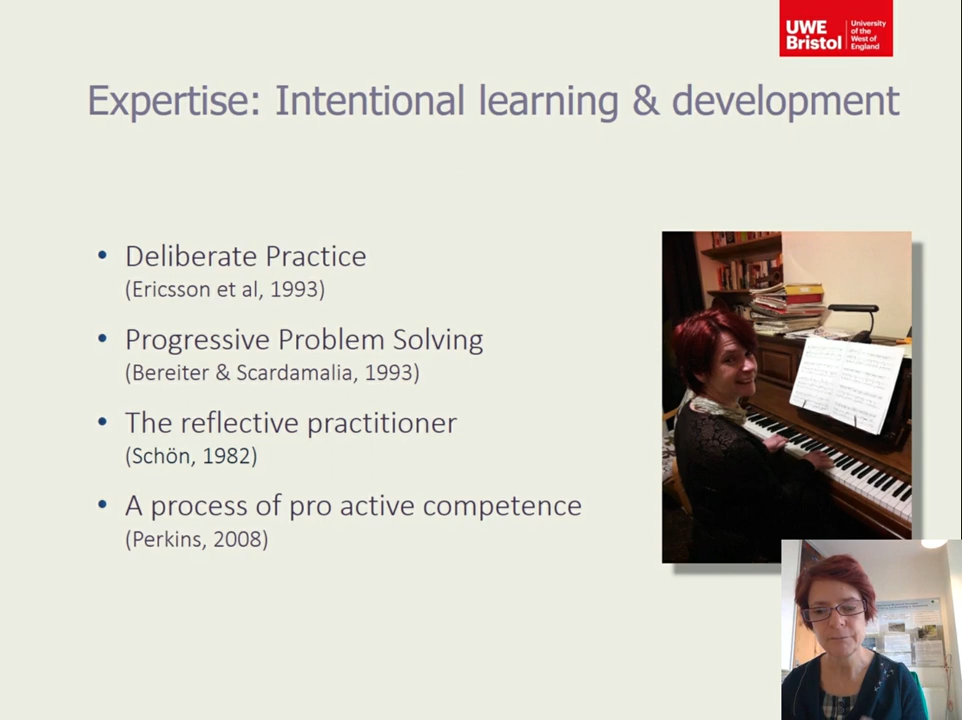 UWE
Bristol
University
of the
West of
England
Expertise: Intentional learning & development
• Deliberate Practice
(Ericsson et al, 1993)
• Progressive Problem Solving
(Bereiter & Scardamalia, 1993)
• The reflective practitioner
(Schön, 1982)
• A process of pro active competence
(Perkins, 2008)